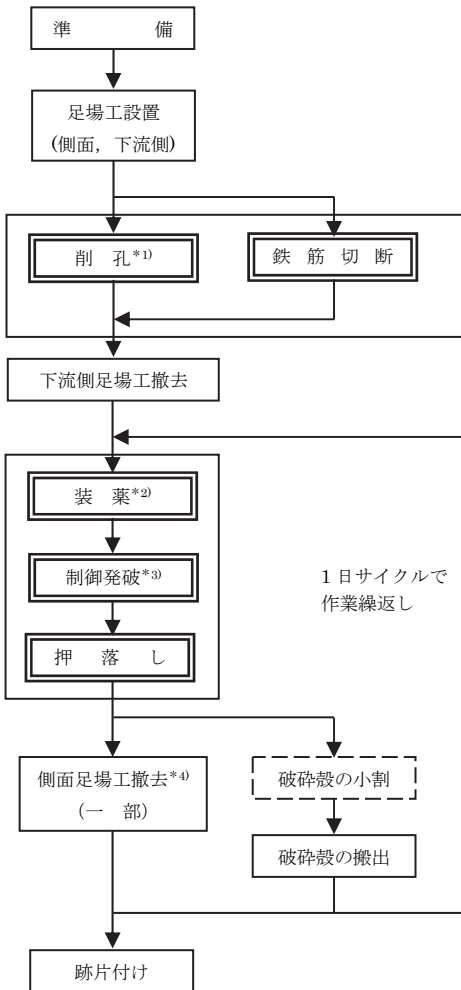 準　備
足場工設置
(側面，下流側)
削　孔*1)
鉄　筋　切　断
下流側足場工撤去
装　薬*2)
制御発破*3)
押　落　し
1日サイクルで
作業繰返し
側面足場工撤去*4)
（一　部）
破砕殻の小割
破砕殻の搬出
跡片付け